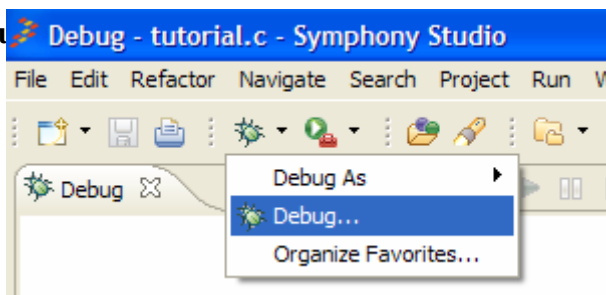 Debug - tutorial.c - Symphony Studio
File Edit Refactor Navigate Search Project Run
Debug
Debug As
Debug...
Organize Favorites...